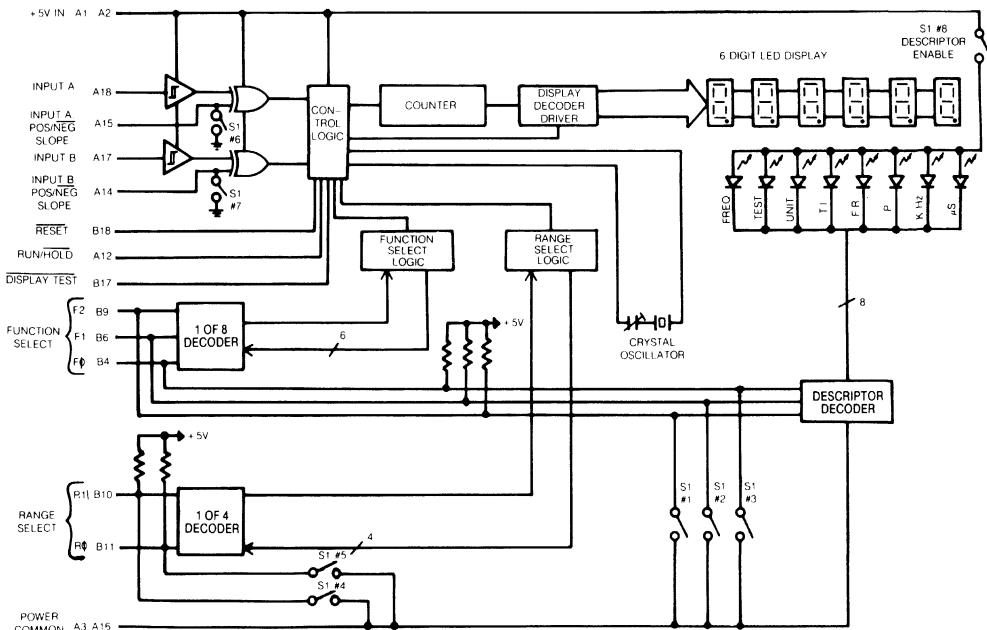 +5V IN A1 A2
S1 #8
DESCRIPTOR
ENABLE
6 DIGIT LED DISPLAY
INPUT A A18
INPUT A
POS/NEG
SLOPE
A15
S1
#6
INPUT B A17
INPUT B
POS/NEG
SLOPE
A14
S1
#7
CON-
TROL
LOGIC
COUNTER
DISPLAY
DECODER
DRIVER
FREQ
TEST
UNIT
T I
F R
P
K Hz
µS
RESET B18
RUN/HOLD A12
DISPLAY TEST B17
FUNCTION
SELECT
LOGIC
RANGE
SELECT
LOGIC
8
FUNCTION
SELECT
F2 B9
F1 B6
Fϕ B4
1 OF 8
DECODER
6
+5V
CRYSTAL
OSCILLATOR
DESCRIPTOR
DECODER
+5V
RANGE
SELECT
R1 B10
Rϕ B11
1 OF 4
DECODER
4
S1 #5
S1 #4
S1
#1
S1
#2
S1
#3
POWER
COMMON A3 A16